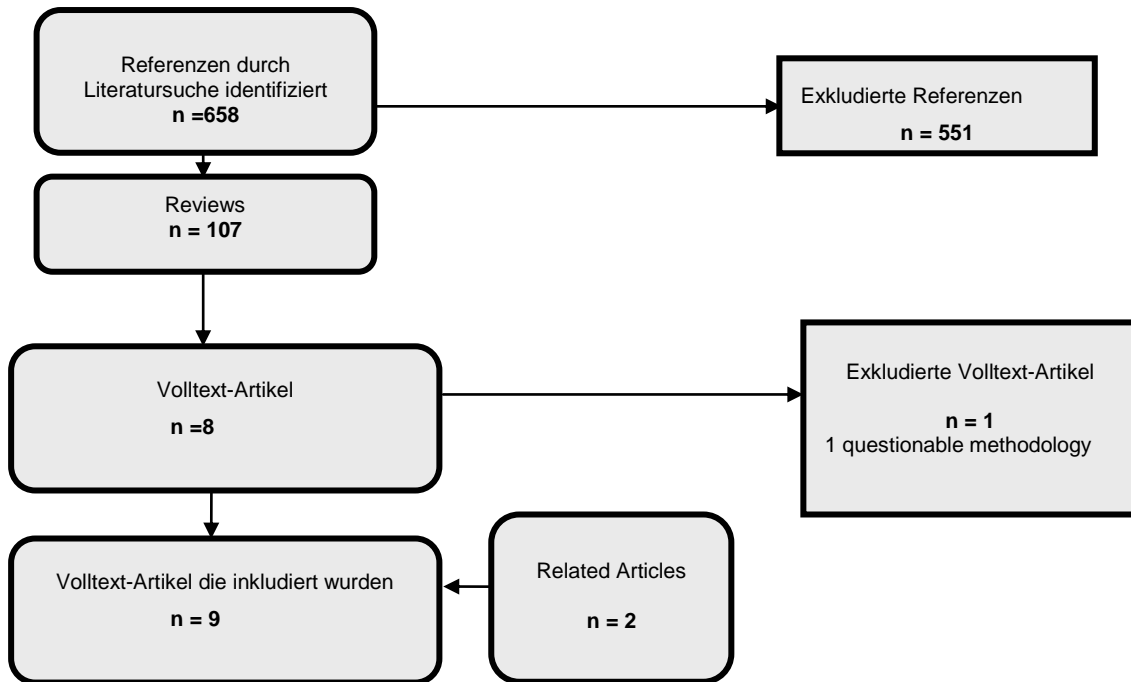 Referenzen durch
Literatursuche identifiziert
n =658
Exkludierte Referenzen
n = 551
Reviews
n = 107
Volltext-Artikel
n =8
Exkludierte Volltext-Artikel
n = 1
1 questionable methodology
Volltext-Artikel die inkludiert wurden
n = 9
Related Articles
n = 2